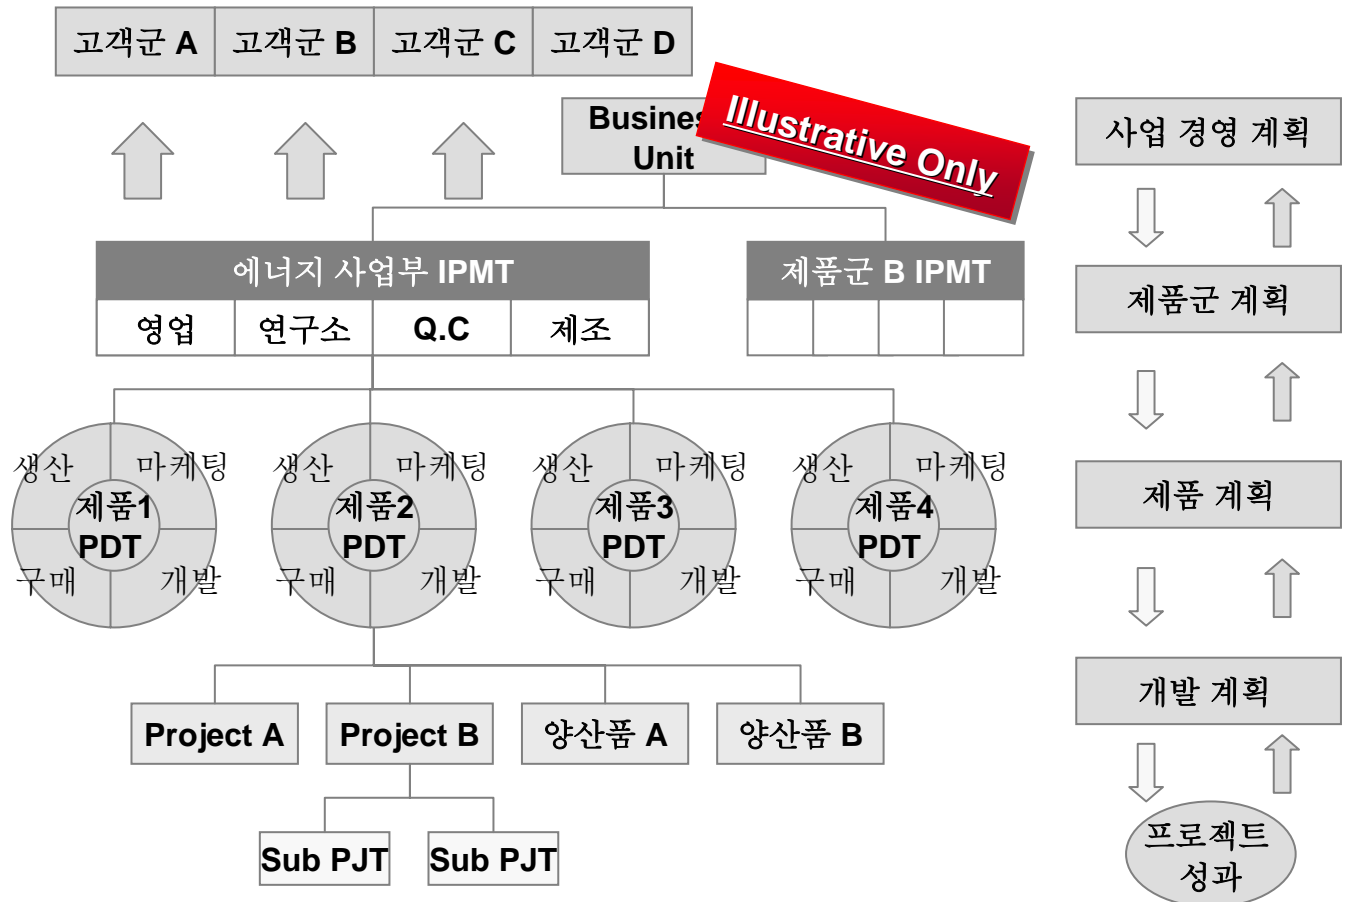 고객군 A
고객군 B
고객군 C
고객군 D
Illustrative Only
Busines
Unit
사업 경영 계획
에너지 사업부 IPMT
제품군 B IPMT
제품군 계획
영업
연구소
Q.C
제조
생산
마케팅
제품1
PDT
구매
개발
생산
마케팅
제품2
PDT
구매
개발
생산
마케팅
제품3
PDT
구매
개발
생산
마케팅
제품4
PDT
구매
개발
제품 계획
개발 계획
Project A
Project B
양산품 A
양산품 B
Sub PJT
Sub PJT
프로젝트
성과